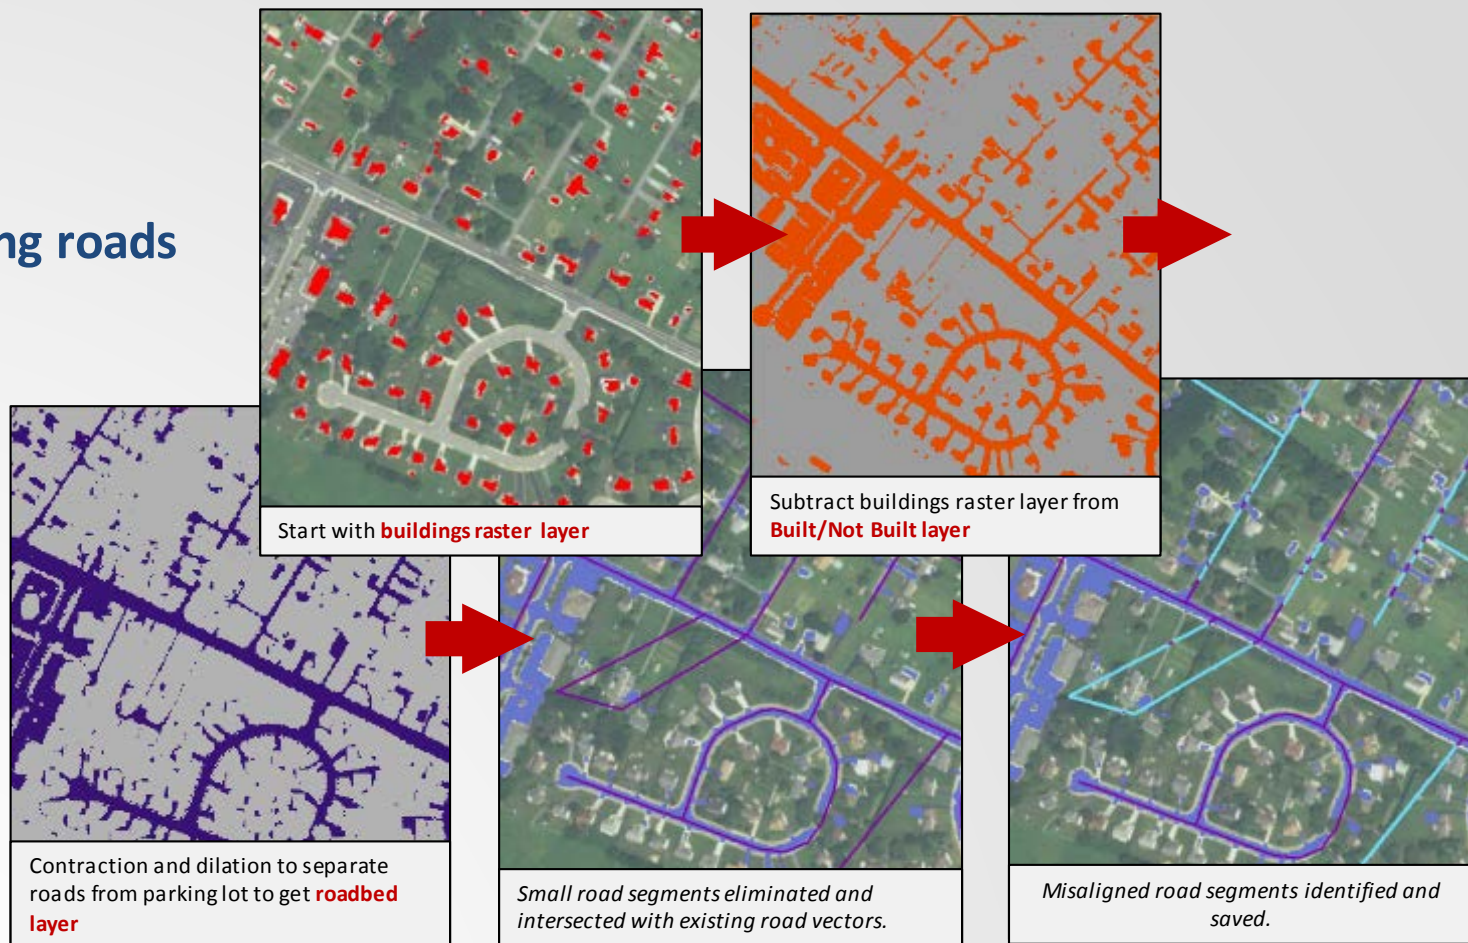 ng roads
Start with buildings raster layer
Subtract buildings raster layer from
Built/Not Built layer
Contraction and dilation to separate
roads from parking lot to get roadbed
layer
Small road segments eliminated and
intersected with existing road vectors.
Misaligned road segments identified and
saved.